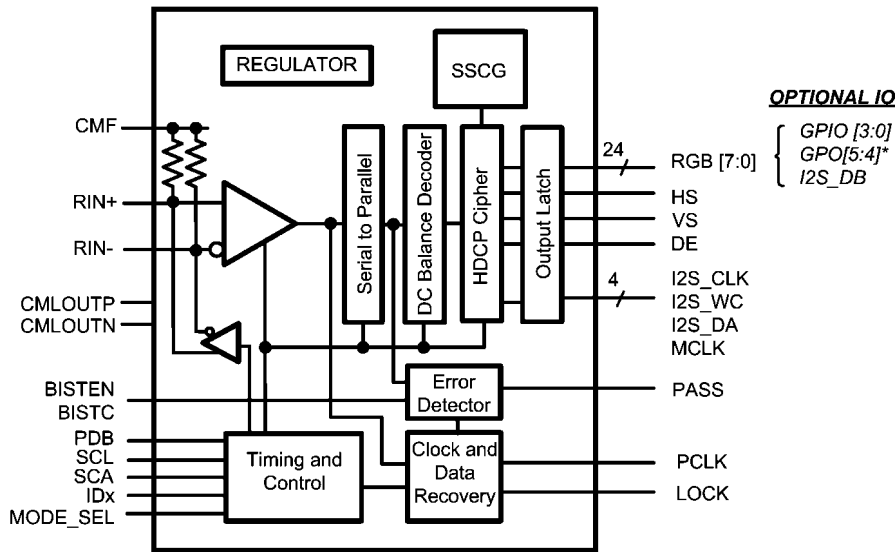 REGULATOR
SSCG
OPTIONAL IO
GPIO [3:0]
GPO[5:4]*
I2S_DB
CMF
RIN+
RIN-
CMLOUTP
CMLOUTN
BISTEN
BISTC
PDB
SCL
SCA
IDx
MODE_SEL
Serial to Parallel
DC Balance Decoder
HDCP Cipher
Output Latch
24
RGB [7:0]
HS
VS
DE
4
I2S_CLK
I2S_WC
I2S_DA
MCLK
Error
Detector
PASS
Timing and
Control
Clock and
Data
Recovery
PCLK
LOCK